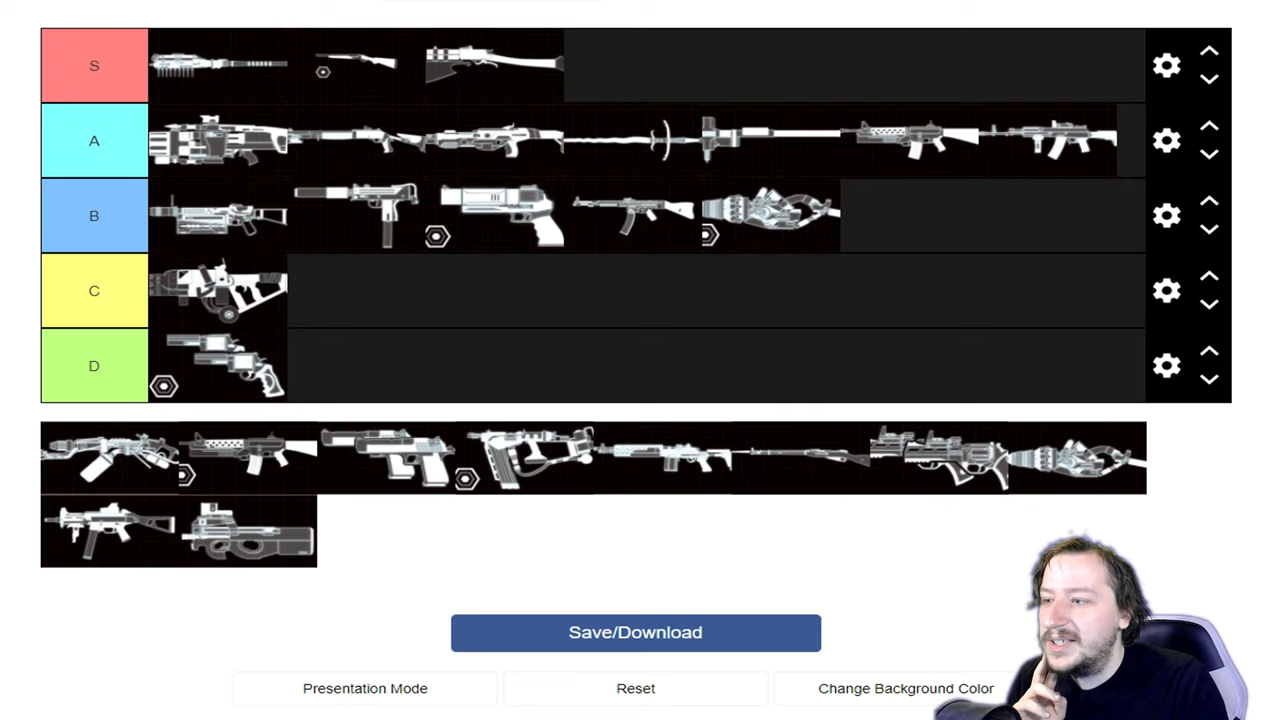 S
A
B
C
D
Save/Download
Presentation Mode
Reset
Change Background Color